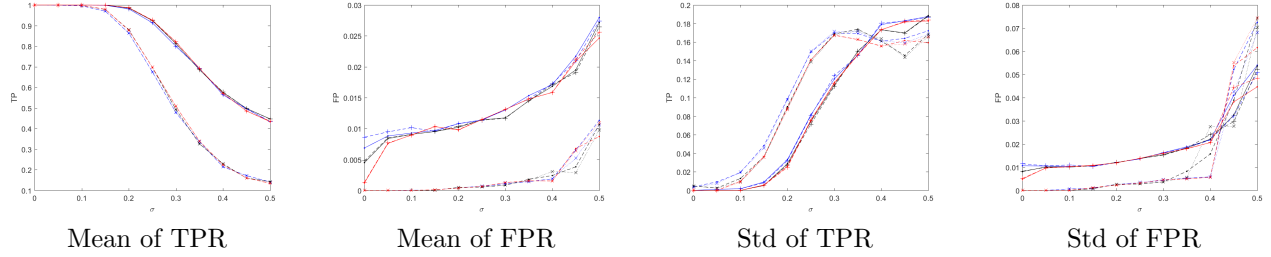 1
0.9
0.8
0.7
0.6
0.5
0.4
0.3
0.2
0.1
TP
0 0.1 0.2 0.3 0.4 0.5
σ
Mean of TPR
0.03
0.025
0.02
0.015
0.01
0.005
0
FP
0 0.1 0.2 0.3 0.4 0.5
σ
Mean of FPR
0.2
0.18
0.16
0.14
0.12
0.1
0.08
0.06
0.04
0.02
0
TP
0 0.1 0.2 0.3 0.4 0.5
σ
Std of TPR
0.08
0.07
0.06
0.05
0.04
0.03
0.02
0.01
0
FP
0 0.1 0.2 0.3 0.4 0.5
σ
Std of FPR